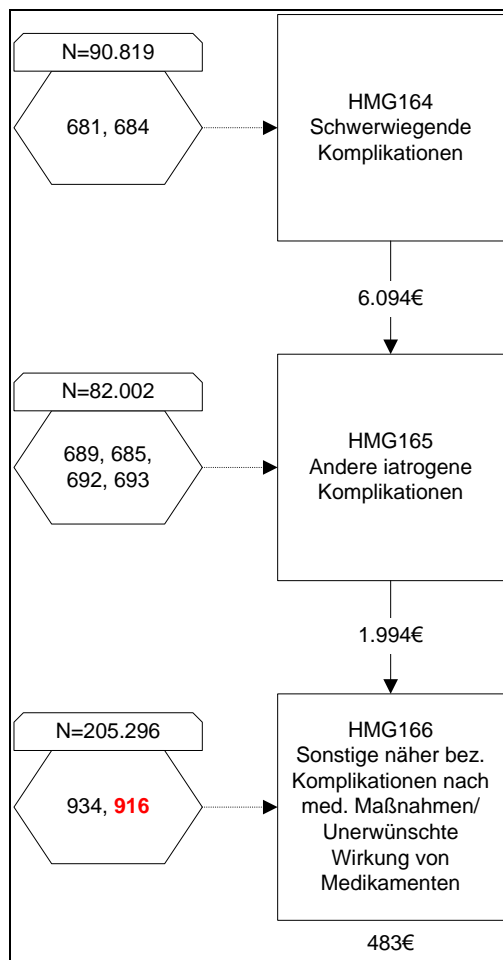 N=90.819
681, 684
HMG164
Schwerwiegende
Komplikationen
6.094€
N=82.002
689, 685,
692, 693
HMG165
Andere iatrogene
Komplikationen
1.994€
N=205.296
934, 916
HMG166
Sonstige näher bez.
Komplikationen nach
med. Maßnahmen/
Unerwünschte
Wirkung von
Medikamenten
483€